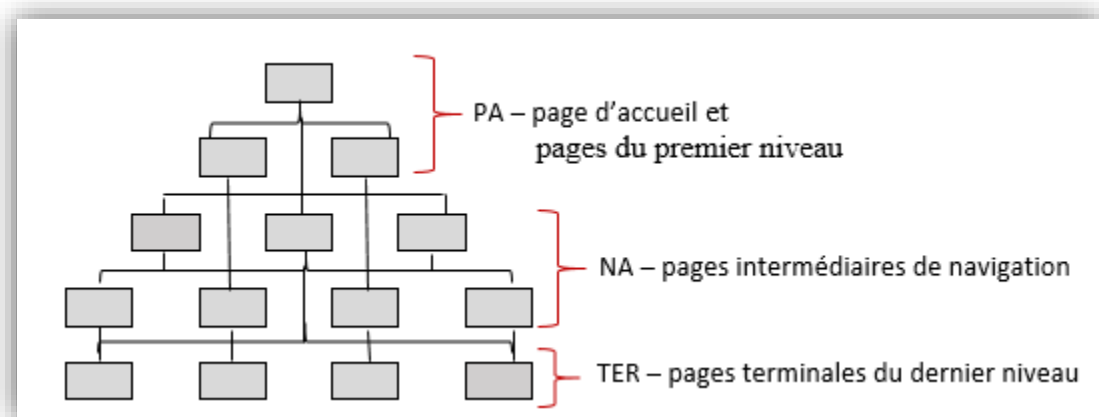 PA – page d’accueil et
pages du premier niveau
NA – pages intermédiaires de navigation
TER – pages terminales du dernier niveau